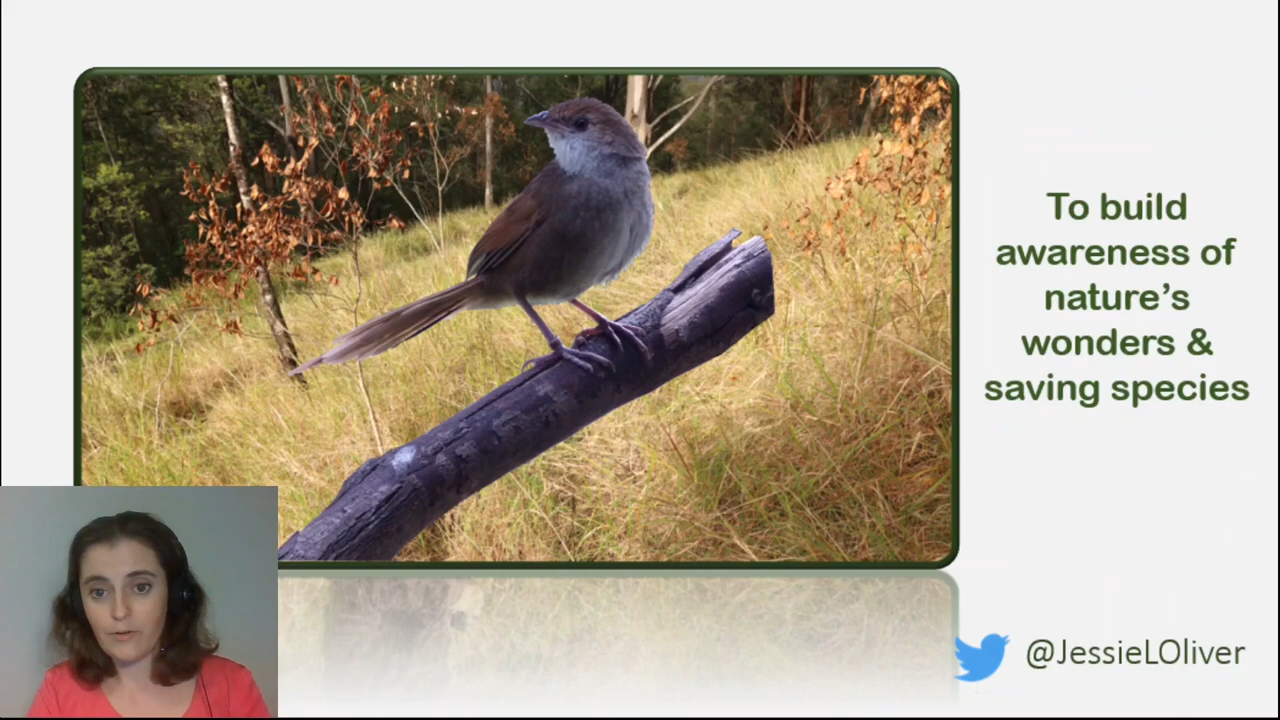 To build
awareness of
nature's
wonders &
saving species
@JessieLOliver